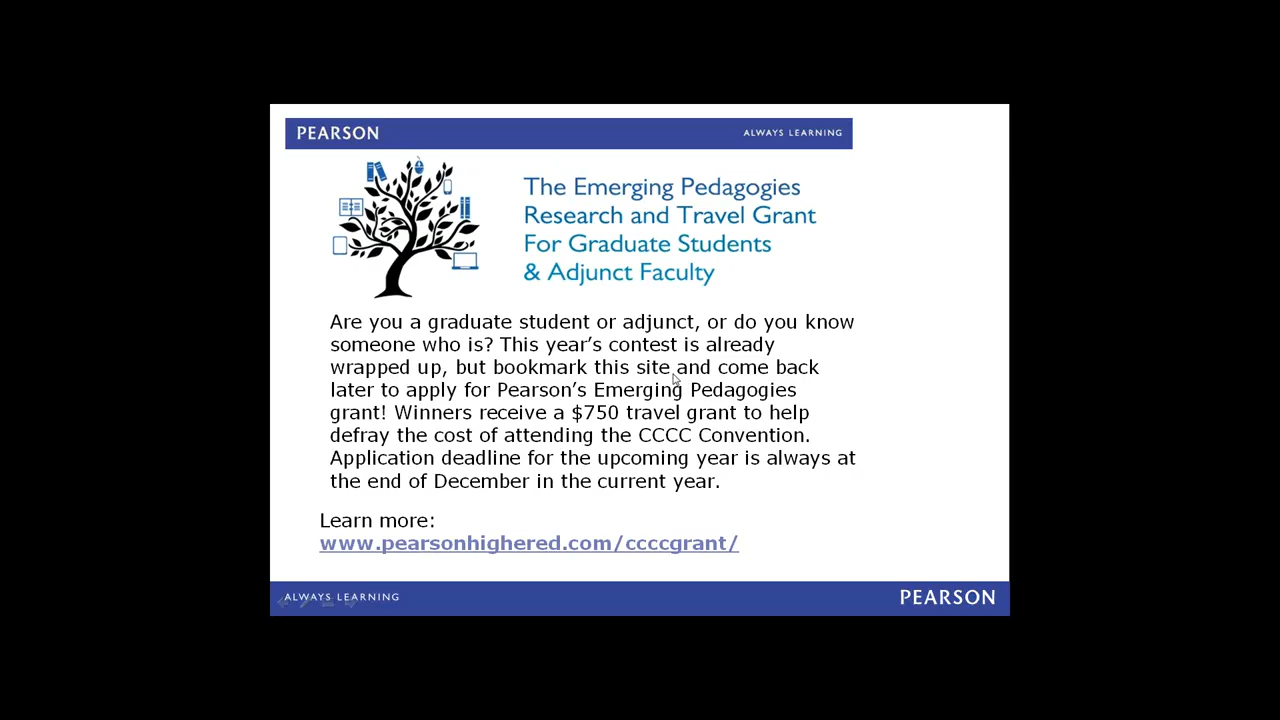 PEARSON
ALWAYS LEARNING
The Emerging Pedagogies
Research and Travel Grant
For Graduate Students
& Adjunct Faculty
Are you a graduate student or adjunct, or do you know
someone who is? This year’s contest is already
wrapped up, but bookmark this site and come back
later to apply for Pearson’s Emerging Pedagogies
grant! Winners receive a $750 travel grant to help
defray the cost of attending the CCCC Convention.
Application deadline for the upcoming year is always at
the end of December in the current year.
Learn more:
www.pearsonhighered.com/ccccgrant/
ALWAYS LEARNING
PEARSON